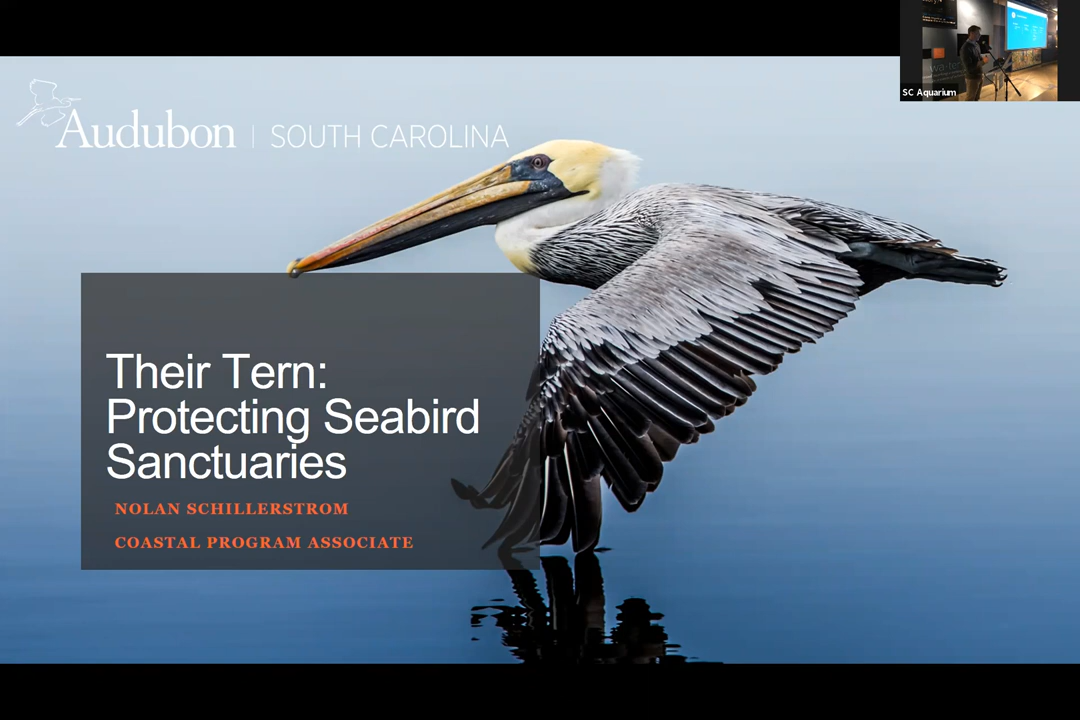 Audubon | SOUTH CAROLINA
Their Tern:
Protecting Seabird
Sanctuaries
NOLAN SCHILLERSTROM
COASTAL PROGRAM ASSOCIATE
SC Aquarium